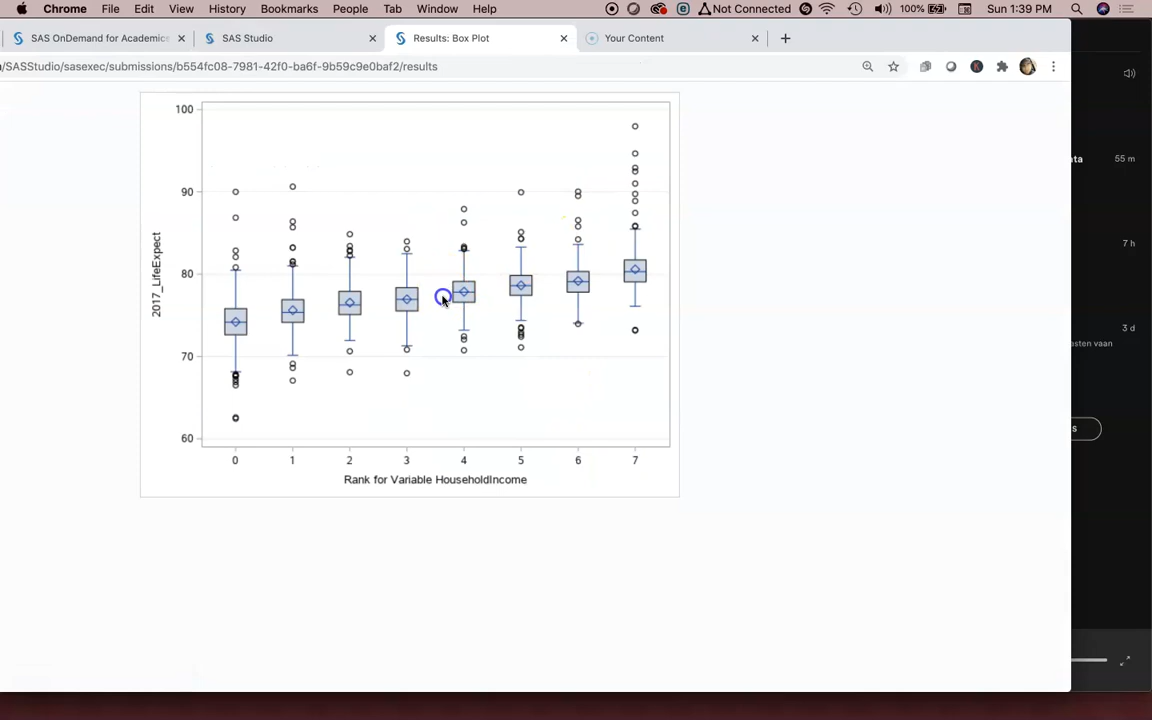 Chrome File Edit View History Bookmarks People Tab Window Help Not Connected 100% Sun 1:39 PM
SAS OnDemand for Academics SAS Studio Results: Box Plot Your Content
/SASStudio/sasexec/submissions/b554fc08-7981-42f0-ba6f-9b59c9e0baf2/results
100
90
80
70
60
2017_LifeExpect
0 1 2 3 4 5 6 7
Rank for Variable HouseholdIncome
ata 55 m
7 h
3 d
asten vaan
s